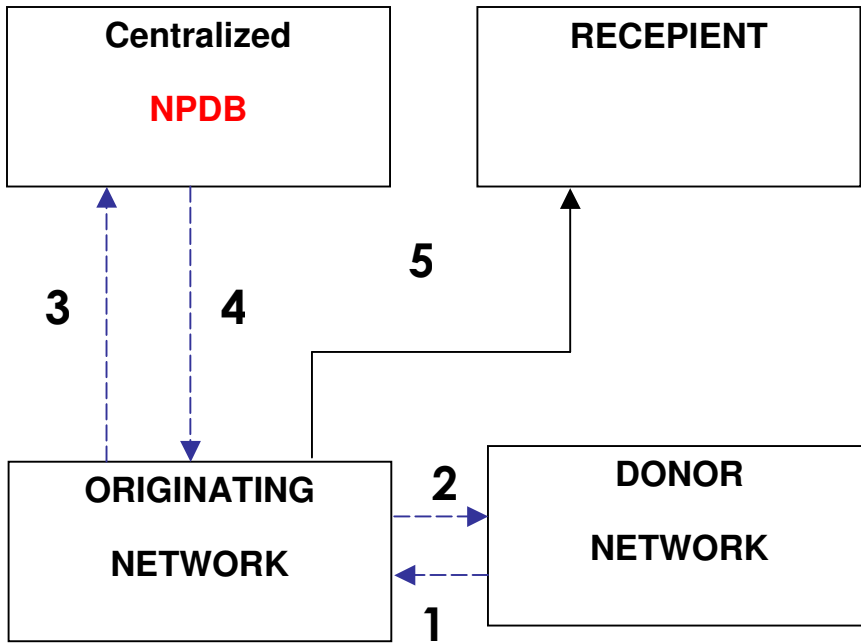 Centralized
NPDB
RECEPIENT
5
3
4
ORIGINATING
NETWORK
2
DONOR
NETWORK
1